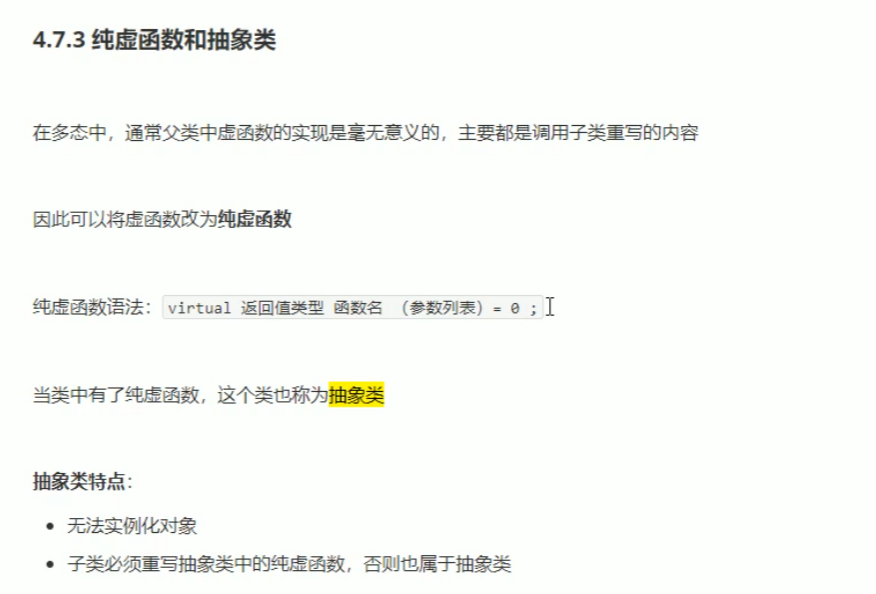 4.7.3 纯虚函数和抽象类
在多态中，通常父类中虚函数的实现是毫无意义的，主要都是调用子类重写的内容
因此可以将虚函数改为纯虚函数
纯虚函数语法：virtual 返回值类型 函数名 （参数列表）= 0 ;
当类中有了纯虚函数，这个类也称为抽象类
抽象类特点：
• 无法实例化对象
• 子类必须重写抽象类中的纯虚函数，否则也属于抽象类